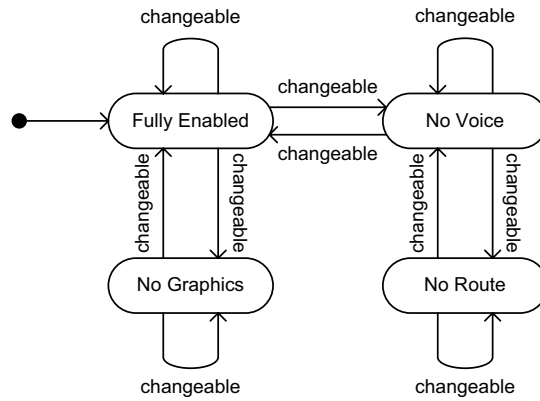 changeable
changeable
changeable
Fully Enabled
No Voice
changeable
changeable
changeable
changeable
changeable
No Graphics
No Route
changeable
changeable